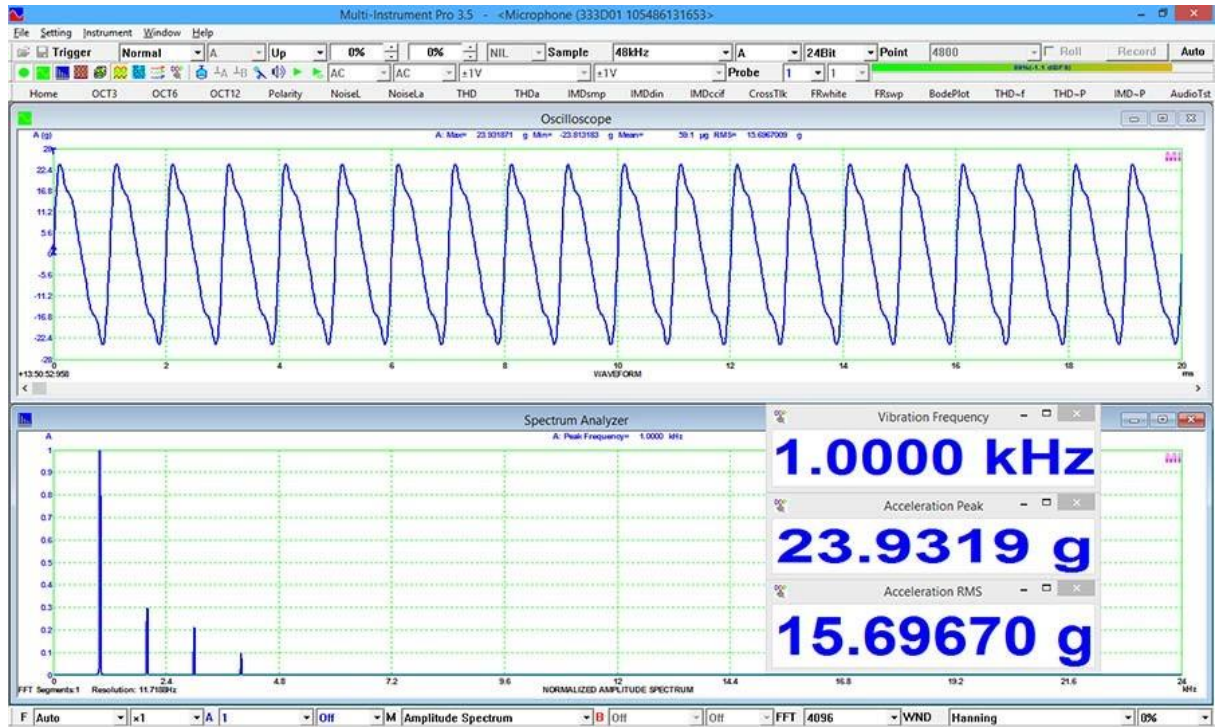 Multi-Instrument Pro 3.5 - <Microphone (333D01 105486131653>
File Setting Instrument Window Help
Trigger Normal A Up 0% 0% NIL Sample 48kHz A 24Bit Point 4800 Roll Record Auto
⊥A ⊥B AC AC ±1V ±1V Probe 1 1
Home OCT3 OCT6 OCT12 Polarity NoiseL NoiseLa THD THDa IMDsmp IMDdin IMDccif CrossTlk FRwhite FRswp BodePlot THD~f THD~P IMD~P AudioTst
Oscilloscope
A (g) A: Max= 23.931871 g Min= -23.813183 g Mean= 59.1 µg RMS= 15.6967009 g
28
MI
22.4
16.8
11.2
5.6
-5.6
-11.2
-16.8
-22.4
-28
0 2 4 6 8 10 12 14 16 18 20
+13:50:52:958 WAVEFORM ms
Spectrum Analyzer
A A: Peak Frequency= 1.0000 kHz
1
MI
0.9
0.8
0.7
0.6
0.5
0.4
0.3
0.2
0.1
0
2.4 4.8 7.2 9.6 12 14.4 16.8 19.2 21.6 24
FFT Segments:1 Resolution: 11.7188Hz NORMALIZED AMPLITUDE SPECTRUM kHz
Vibration Frequency
1.0000 kHz
Acceleration Peak
23.9319 g
Acceleration RMS
15.69670 g
F Auto ×1 A 1 Off M Amplitude Spectrum B Off Off FFT 4096 WND Hanning 0%